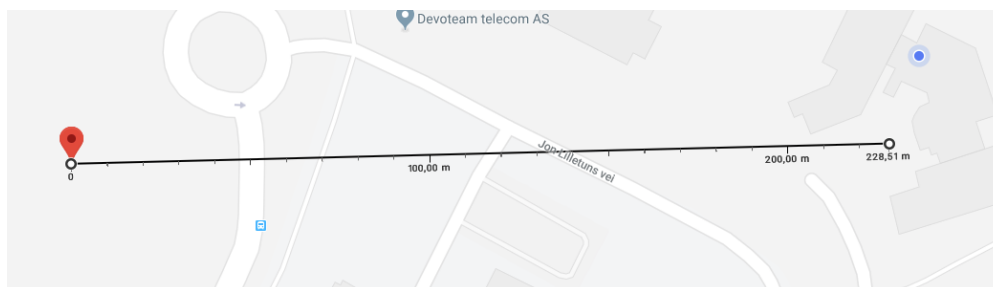 Devoteam telecom AS
Jon Lilletuns vei
0
100,00 m
200,00 m
228,51 m